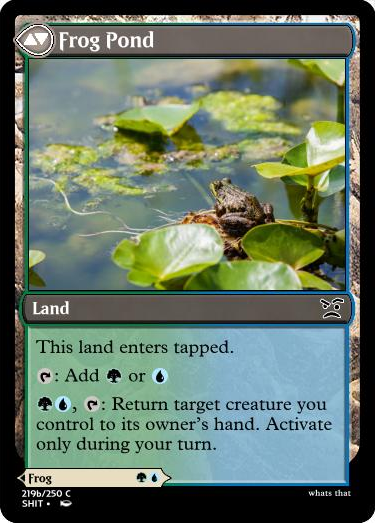 Frog Pond
Land
This land enters tapped.
: Add or
, : Return target creature you
control to its owner's hand. Activate
only during your turn.
Frog
219b/250 C
SHIT •
whats that